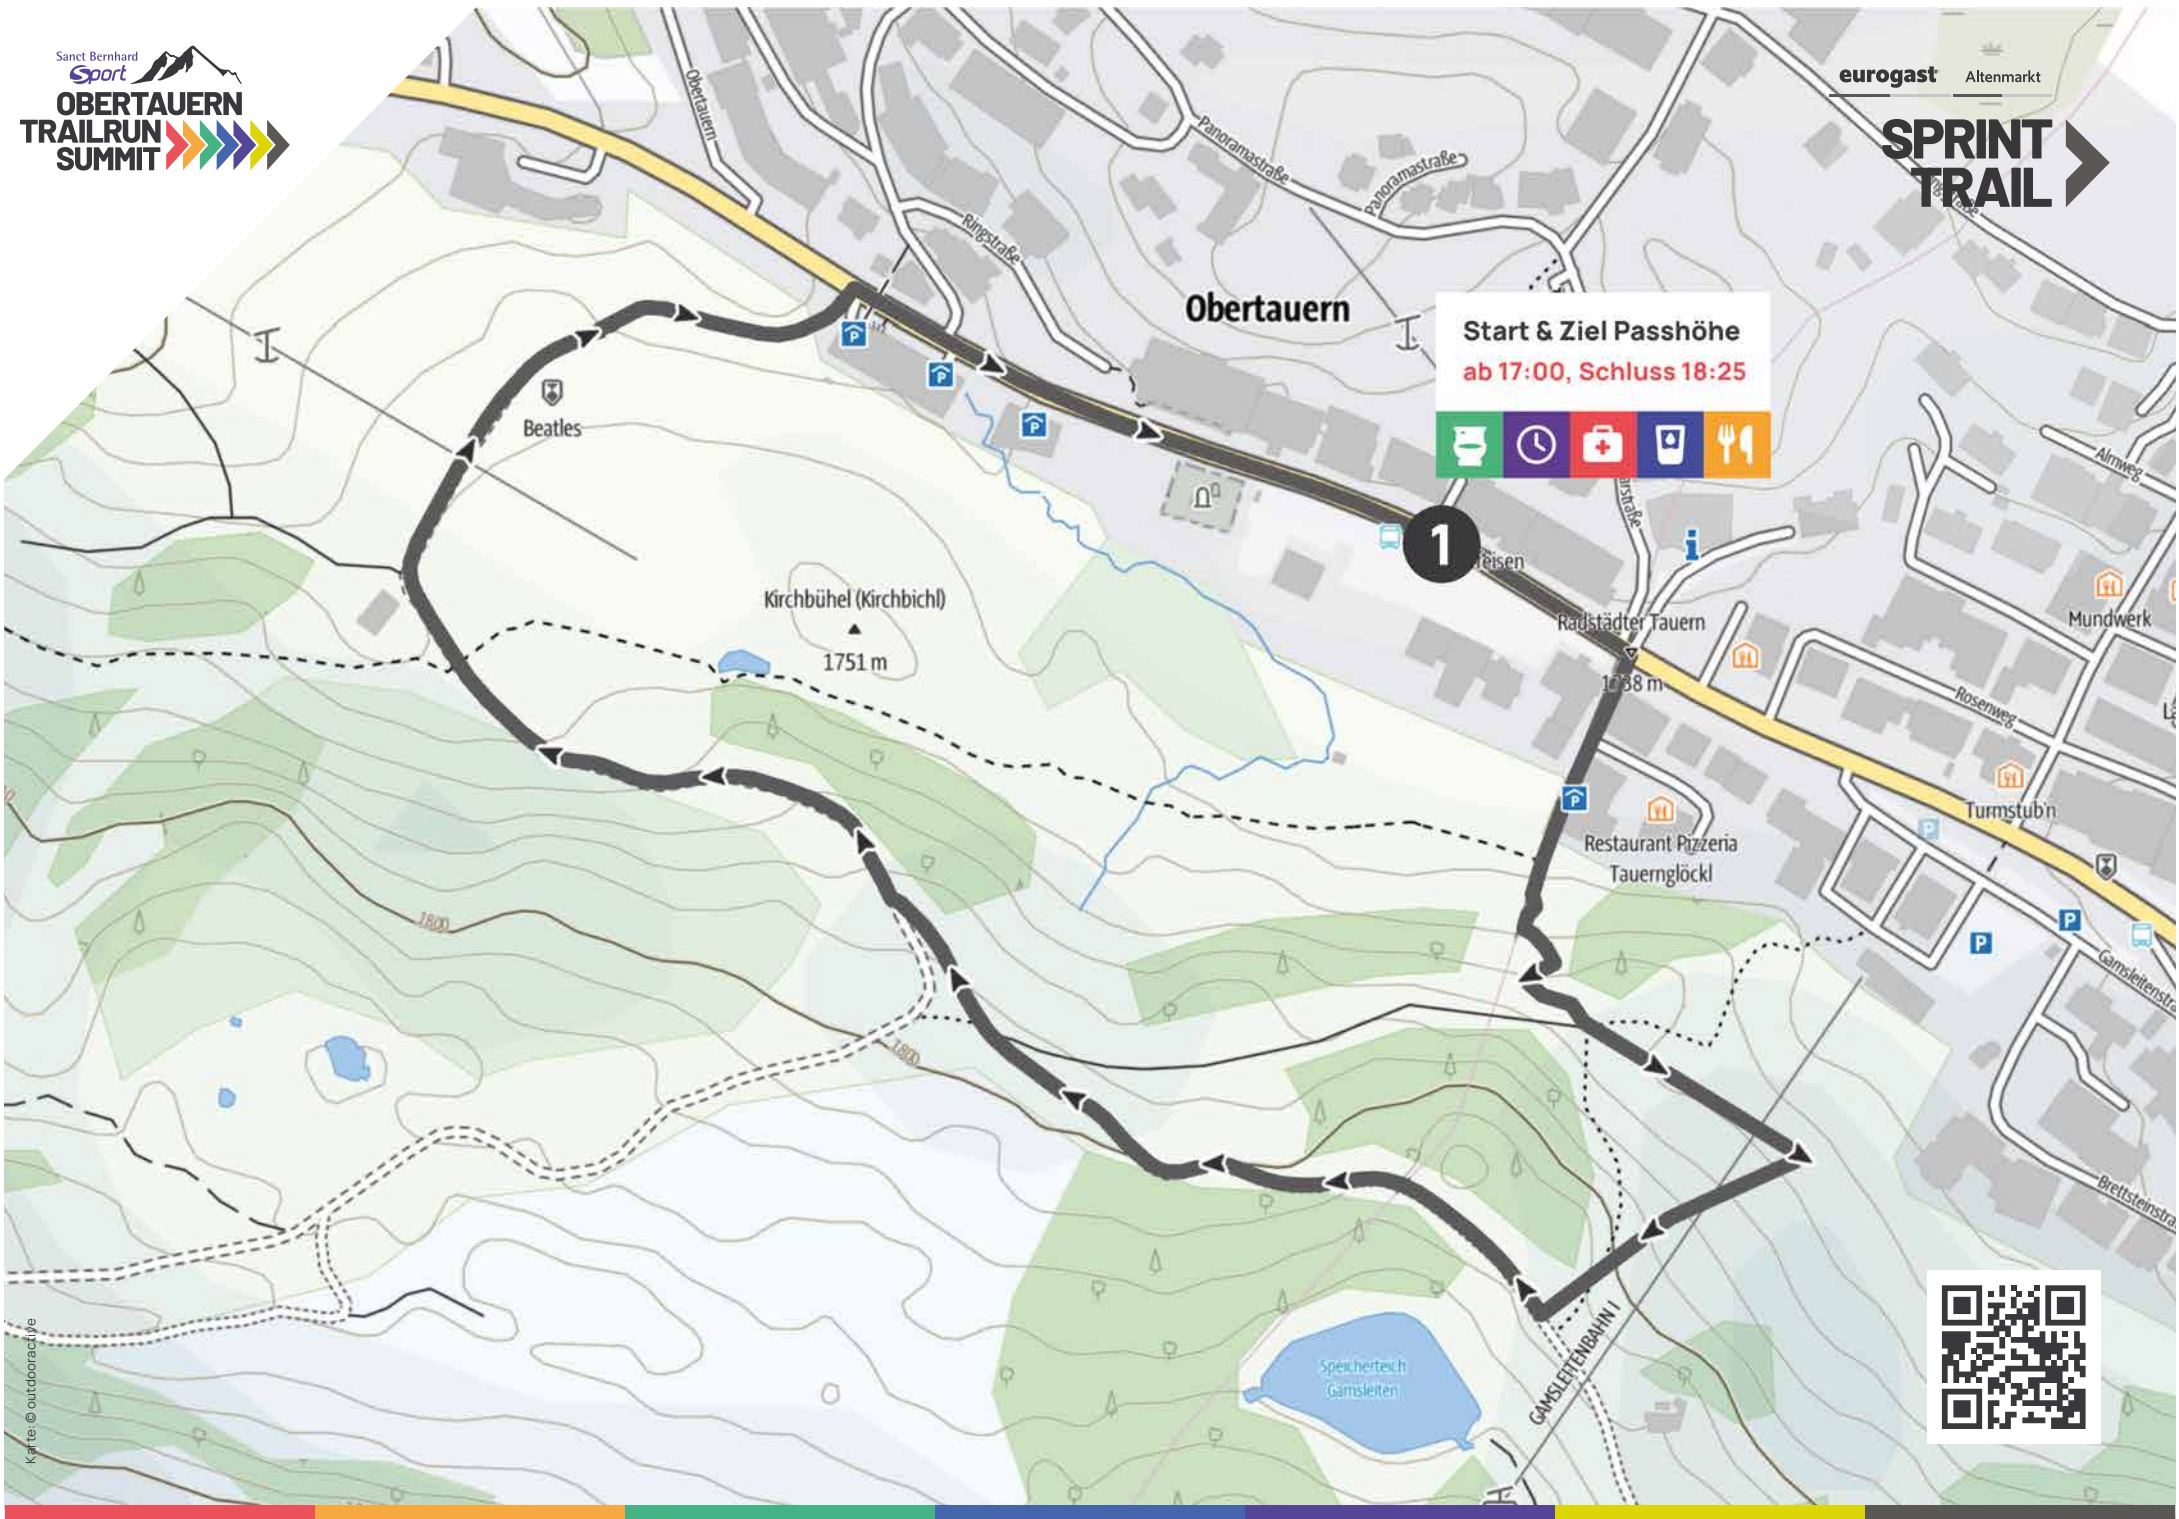 Sanct Bernhard
Sport
OBERTAUERN
TRAILRUN
SUMMIT
eurogast Altenmarkt
SPRINT
TRAIL
Obertauern
Panoramastraße
Panoramastraße
Ringstraße
Obertauern
Start & Ziel Passhöhe
ab 17:00, Schluss 18:25
1
Beatles
Kirchbühel (Kirchbichl)
1751 m
Radstädter Tauern
Almweg
Mundwerk
Rosenweg
Turmstub'n
Restaurant Pizzeria
Tauernglöckl
P
P
P
P
P
P
P
1800
1800
Speicherteich
Gamsleiten
GAMSLEITENBAHN I
Karte: © outdooractive